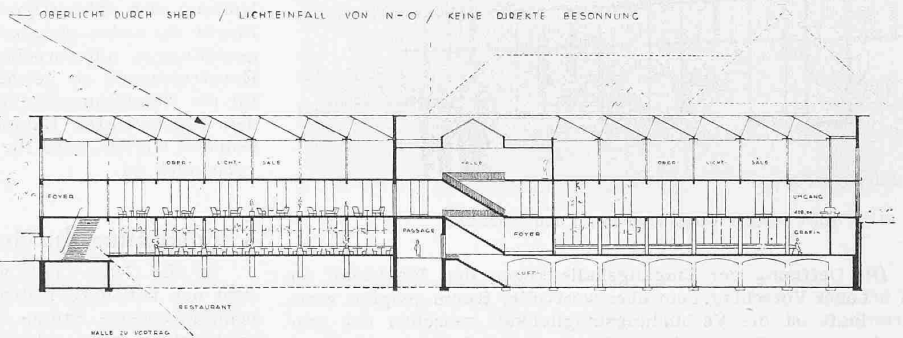 OBERLICHT DURCH SHED / LICHTEINFALL VON N-O / KEINE DIREKTE BESONNUNG
OBER- LICHT- SÄLE HALLE OBER- LICHT- SÄLE
FOYER UMGANG
PASSAGE FOYER GRAFIK
LUFT
RESTAURANT
HALLE ZU VORTRAG